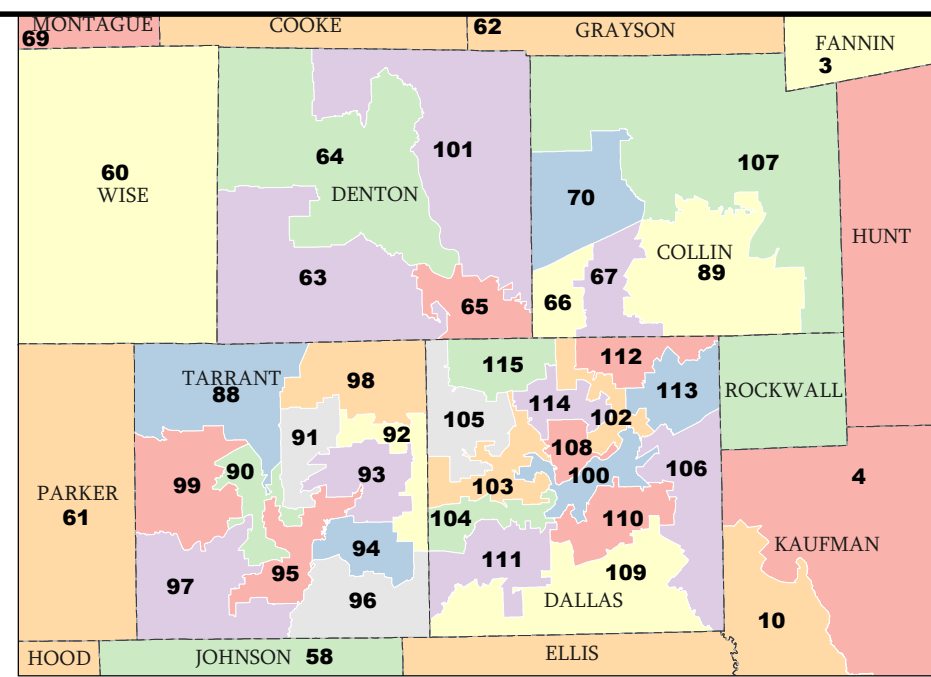 MONTAGUE
COOKE
62
GRAYSON
69
FANNIN
3
64
101
107
60
WISE
DENTON
70
HUNT
COLLIN
63
67
89
65
66
115
112
TARRANT
98
88
113
ROCKWALL
114
105
102
91
92
108
90
93
106
99
100
4
PARKER
103
61
104
110
94
KAUFMAN
111
95
109
97
96
DALLAS
10
HOOD
JOHNSON 58
ELLIS